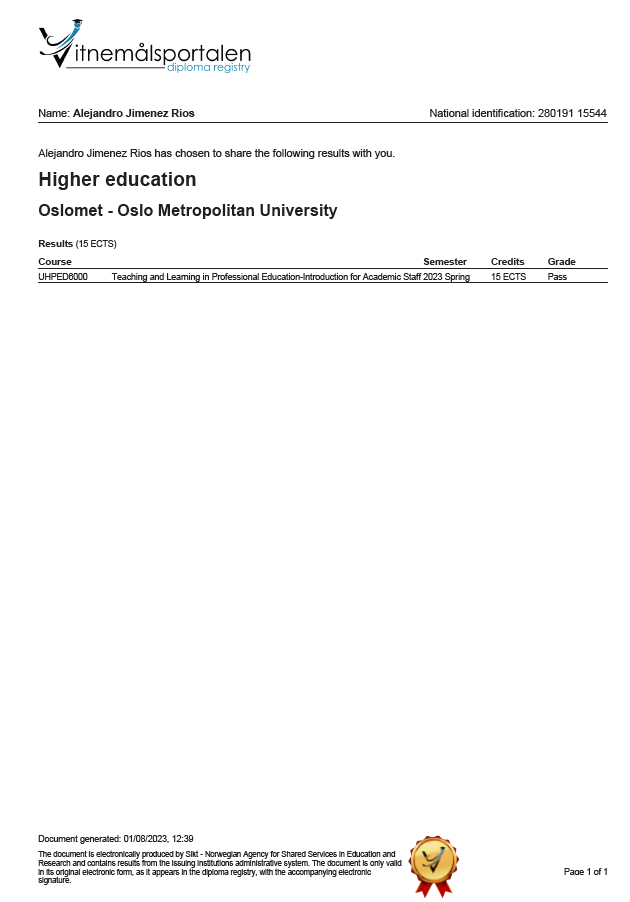 Vitnemålsportalen
diploma registry
Name: Alejandro Jimenez Rios National identification: 280191 15544
Alejandro Jimenez Rios has chosen to share the following results with you.
Higher education
Oslomet - Oslo Metropolitan University
Results (15 ECTS)
Course Semester Credits Grade
UHPED6000 Teaching and Learning in Professional Education-Introduction for Academic Staff 2023 Spring 15 ECTS Pass
Document generated: 01/08/2023, 12:39
The document is electronically produced by Sikt - Norwegian Agency for Shared Services in Education and
Research and contains results from the issuing institutions administrative system. The document is only valid
in its original electronic form, as it appears in the diploma registry, with the accompanying electronic
signature.
Page 1 of 1